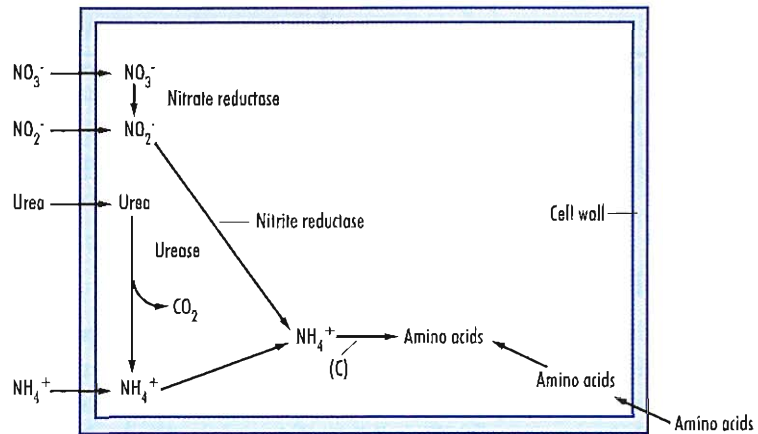 NO₃⁻ NO₃⁻
Nitrate reductase
NO₂⁻ NO₂⁻
Urea Urea
Nitrite reductase
Cell wall
Urease
CO₂
NH₄⁺ Amino acids
(C)
Amino acids
NH₄⁺ NH₄⁺
Amino acids